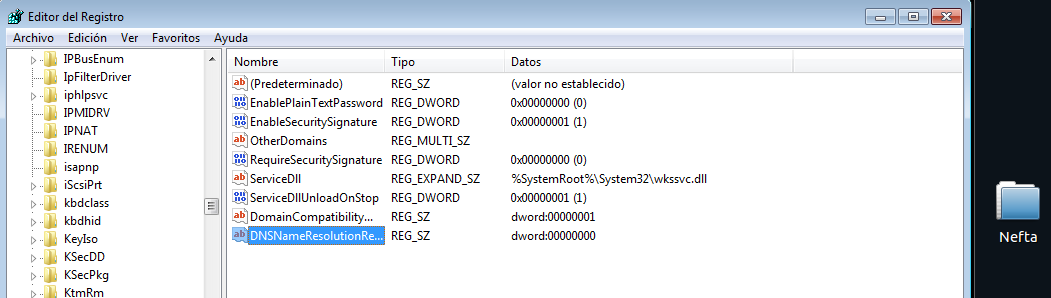 Editor del Registro
Archivo Edición Ver Favoritos Ayuda
IPBusEnum
IpFilterDriver
iphlpsvc
IPMIDRV
IPNAT
IRENUM
isapnp
iScsiPrt
kbdclass
kbdhid
KeyIso
KSecDD
KSecPkg
KtmRm
Nombre Tipo Datos
(Predeterminado) REG_SZ (valor no establecido)
EnablePlainTextPassword REG_DWORD 0x00000000 (0)
EnableSecuritySignature REG_DWORD 0x00000001 (1)
OtherDomains REG_MULTI_SZ
RequireSecuritySignature REG_DWORD 0x00000000 (0)
ServiceDll REG_EXPAND_SZ %SystemRoot%\System32\wkssvc.dll
ServiceDllUnloadOnStop REG_DWORD 0x00000001 (1)
DomainCompatibility... REG_SZ dword:00000001
DNSNameResolutionRe... REG_SZ dword:00000000
Nefta